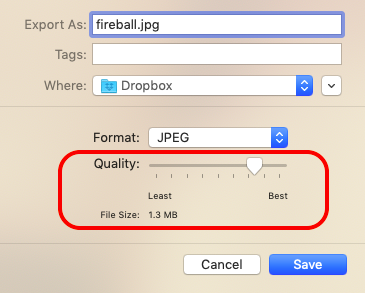 Export As: fireball.jpg
Tags:
Where: Dropbox
Format: JPEG
Quality:
Least Best
File Size: 1.3 MB
Cancel Save